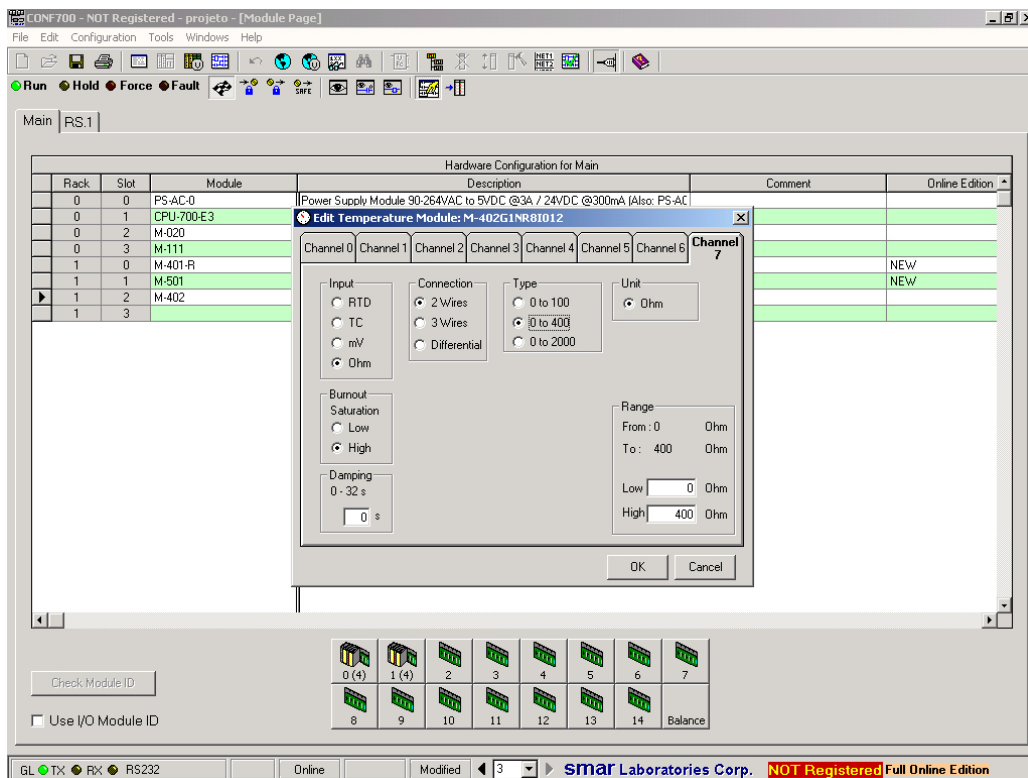 CONF700 - NOT Registered - projeto - [Module Page]
File Edit Configuration Tools Windows Help
Run Hold Force Fault SAFE
Main RS.1
Hardware Configuration for Main
Rack Slot Module Description Comment Online Edition
0 0 PS-AC-0 Power Supply Module 90-264VAC to 5VDC @3A / 24VDC @300mA (Also: PS-AC
0 1 CPU-700-E3
0 2 M-020
0 3 M-111
1 0 M-401-R NEW
1 1 M-501 NEW
1 2 M-402
1 3
Edit Temperature Module: M-402G1NR8I012
Channel 0 Channel 1 Channel 2 Channel 3 Channel 4 Channel 5 Channel 6 Channel 7
Input
RTD
TC
mV
Ohm
Connection
2 Wires
3 Wires
Differential
Type
0 to 100
0 to 400
0 to 2000
Unit
Ohm
Burnout
Saturation
Low
High
Damping
0 - 32 s
0 s
Range
From : 0 Ohm
To : 400 Ohm
Low 0 Ohm
High 400 Ohm
OK Cancel
0 (4) 1 (4) 2 3 4 5 6 7
8 9 10 11 12 13 14 Balance
Check Module ID
Use I/O Module ID
GL TX RX RS232 Online Modified 3 smar Laboratories Corp. NOT Registered Full Online Edition